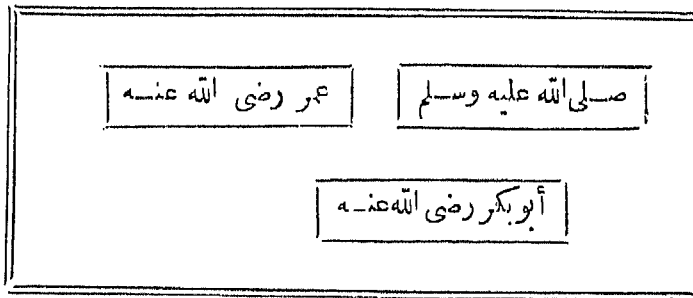 صلى الله عليه وسلم
عمر رضى الله عنه
أبو بكر رضى الله عنه